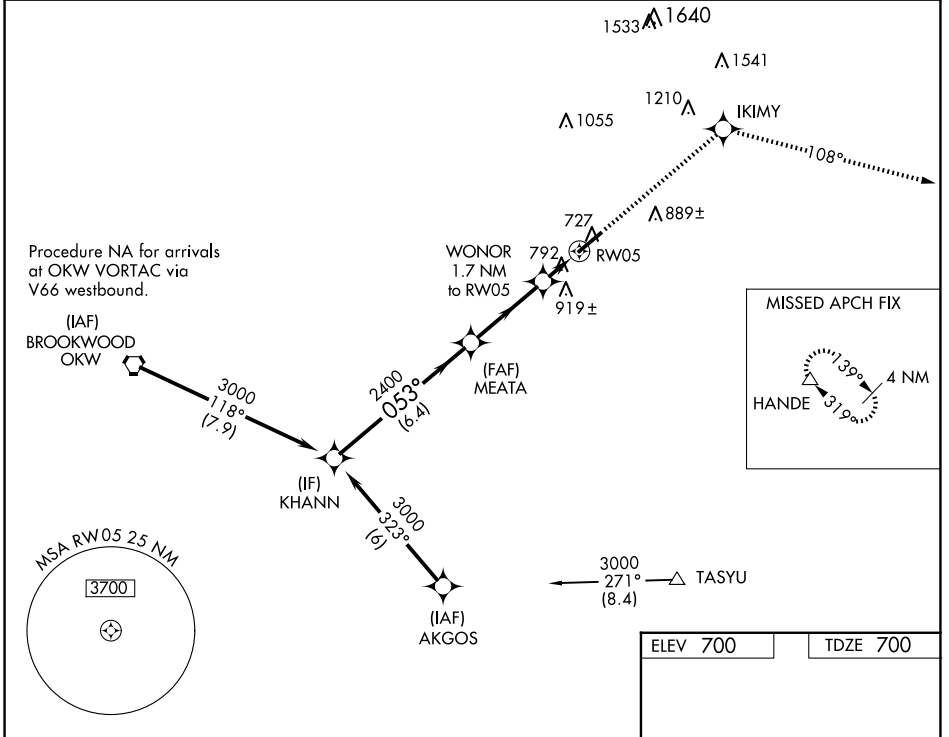 1533
1640
1541
1210
IKIMY
1055
108°
889±
727
WONOR
1.7 NM
to RW05
792
RW05
919±
Procedure NA for arrivals
at OKW VORTAC via
V66 westbound.
(IAF)
BROOKWOOD
OKW
3000
118°
(7.9)
2400
053°
(6.4)
(FAF)
MEATA
(IF)
KHANN
3000
323°
(6)
(IAF)
AKGOS
3000
271°
(8.4)
TASYU
MISSED APCH FIX
139°
4 NM
HANDE
319°
MSA RW05 25 NM
3700
ELEV 700
TDZE 700